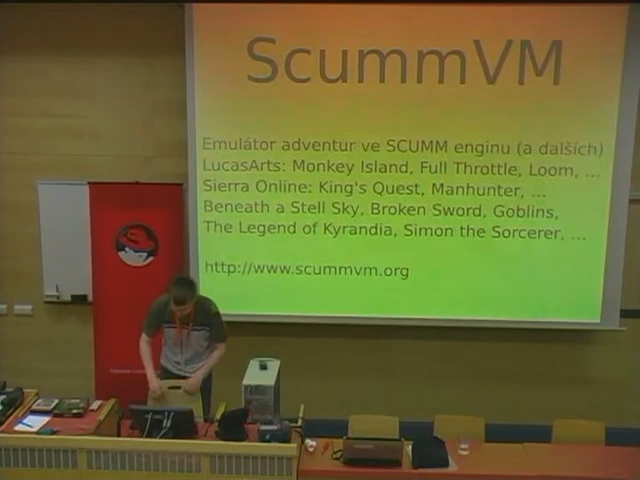 ScummVM
Emulátor adventur ve SCUMM enginu (a dalších)
LucasArts: Monkey Island, Full Throttle, Loom, ...
Sierra Online: King's Quest, Manhunter, ...
Beneath a Stell Sky, Broken Sword, Goblins,
The Legend of Kyrandia, Simon the Sorcerer, ...
http://www.scummvm.org